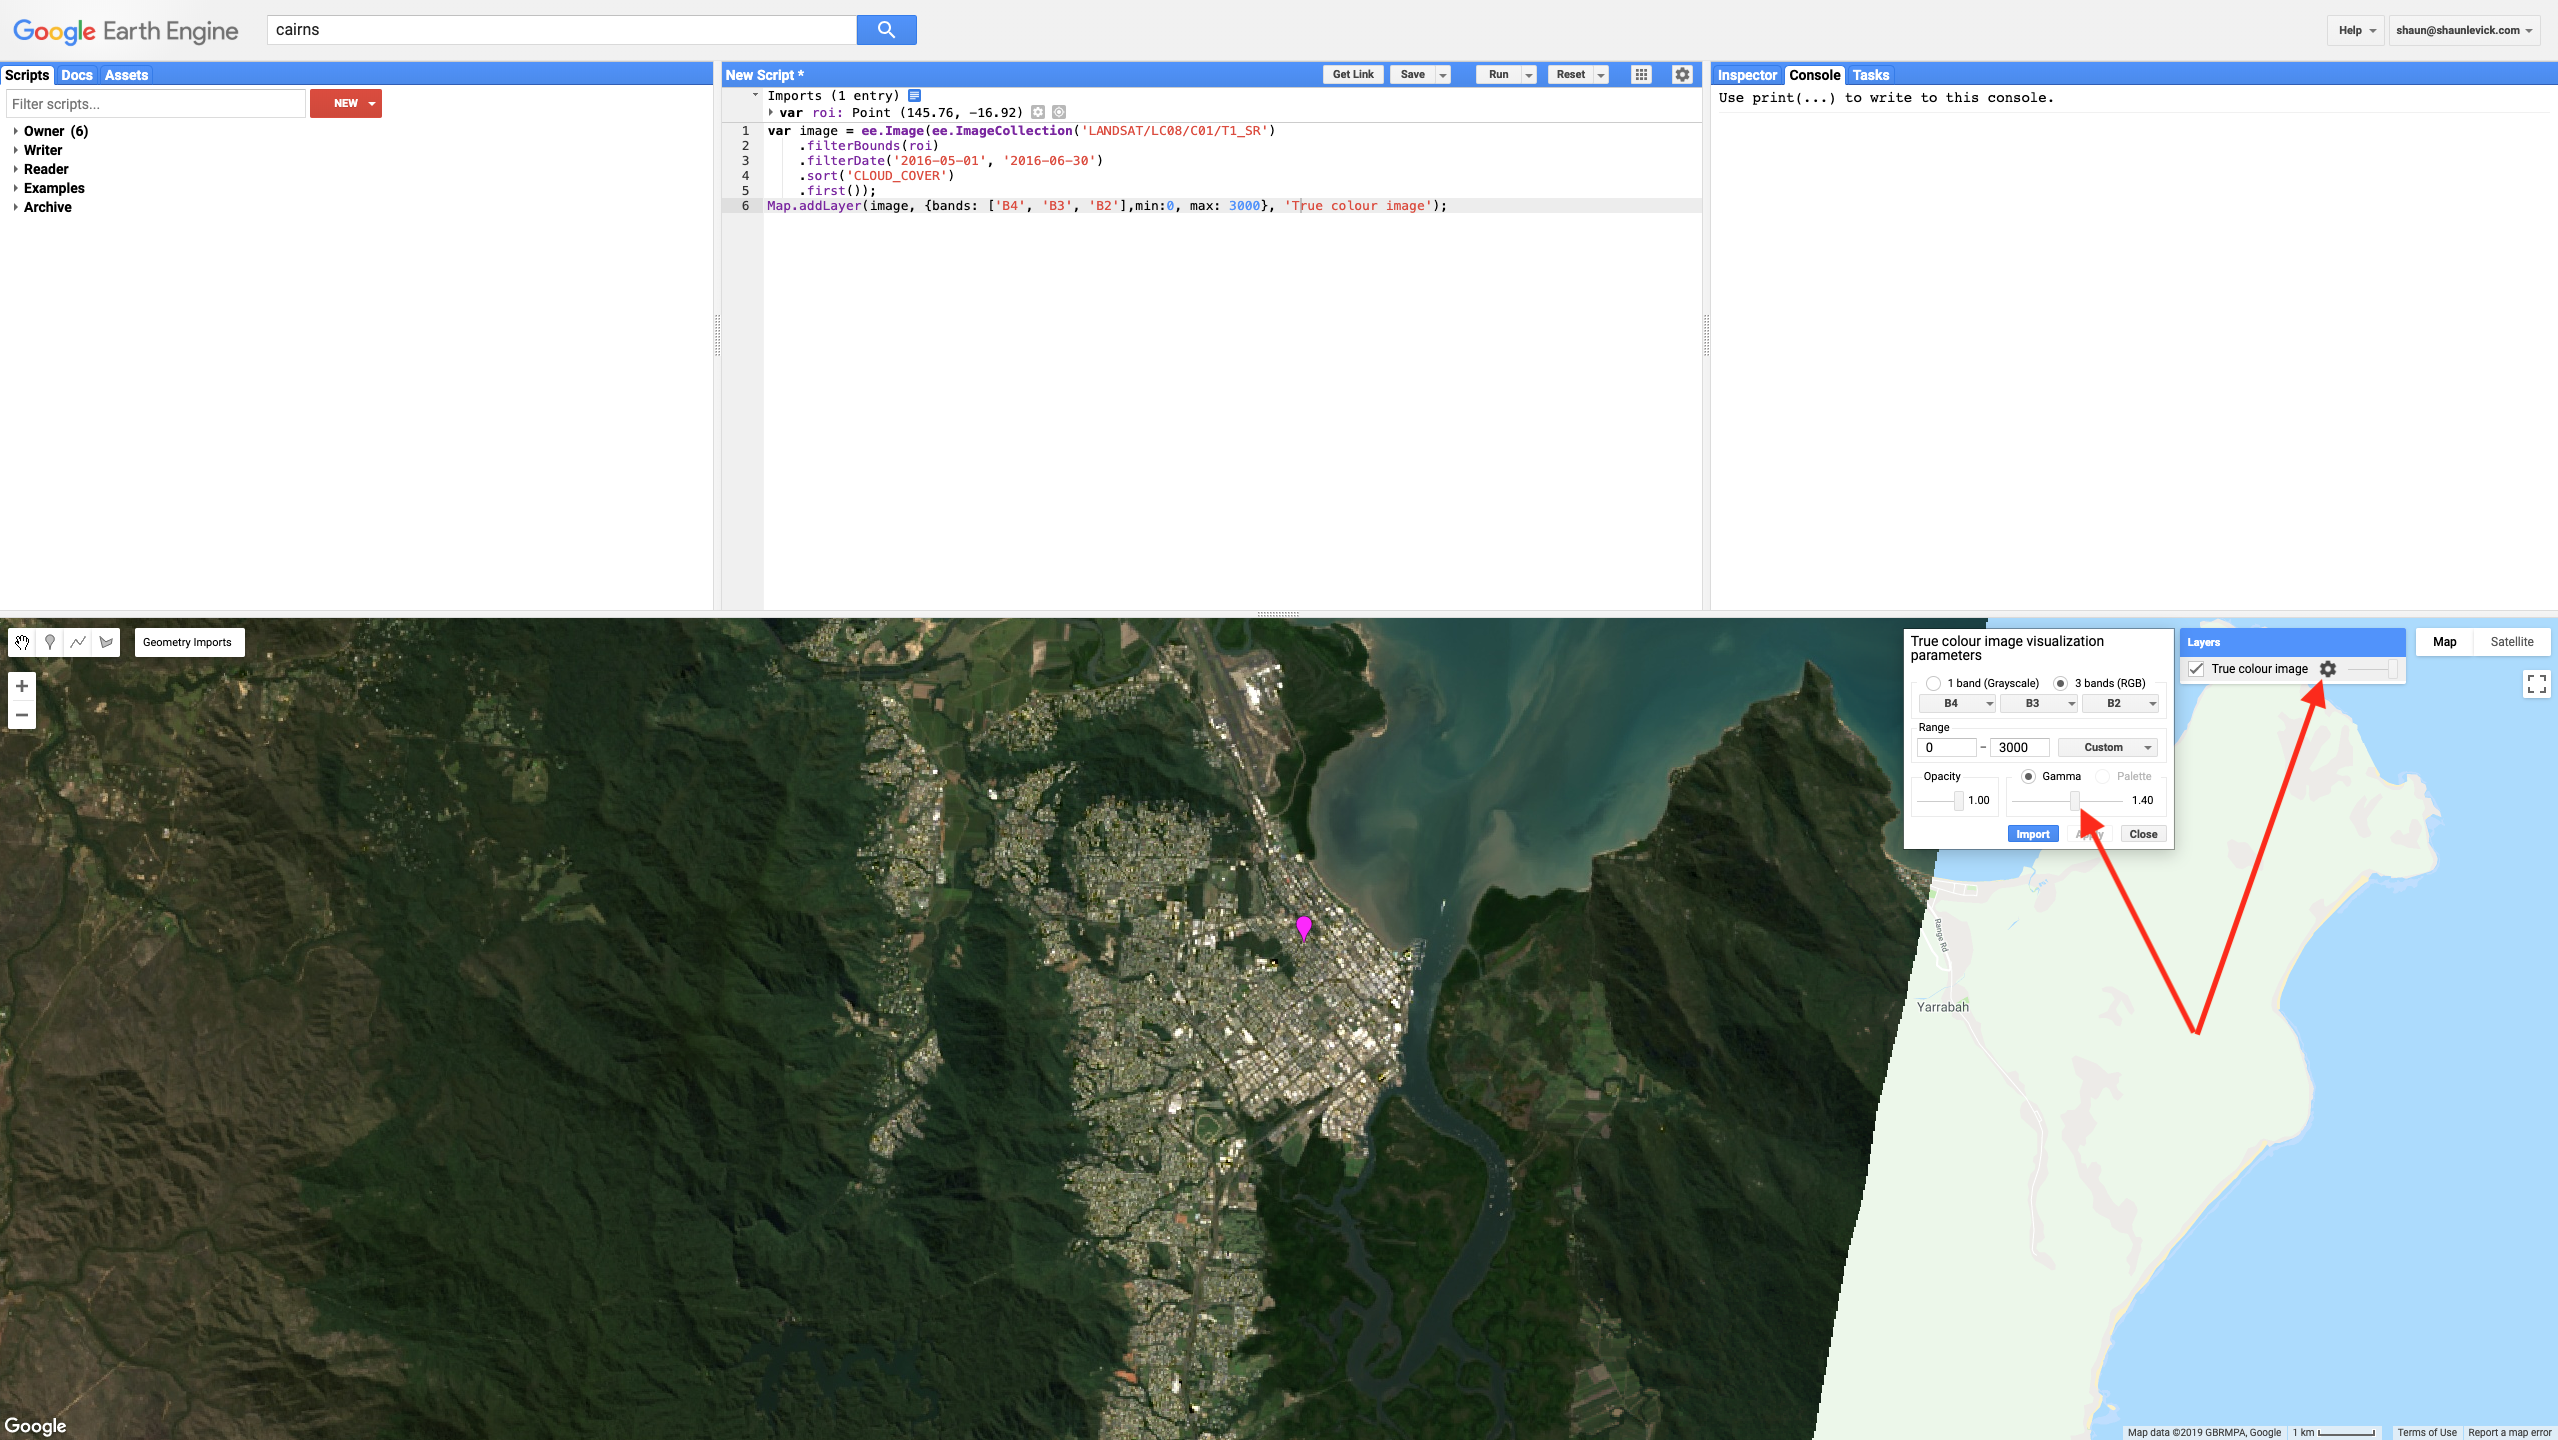 Google Earth Engine
cairns
Help
shaun@shaunlevick.com
Scripts Docs Assets
Filter scripts...
NEW
Owner (6)
Writer
Reader
Examples
Archive
New Script *
Get Link Save Run Reset
Imports (1 entry)
var roi: Point (145.76, -16.92)
1 var image = ee.Image(ee.ImageCollection('LANDSAT/LC08/C01/T1_SR')
2 .filterBounds(roi)
3 .filterDate('2016-05-01', '2016-06-30')
4 .sort('CLOUD_COVER')
5 .first());
6 Map.addLayer(image, {bands: ['B4', 'B3', 'B2'],min:0, max: 3000}, 'True colour image');
Inspector Console Tasks
Use print(...) to write to this console.
Geometry Imports
+
−
True colour image visualization
parameters
1 band (Grayscale) 3 bands (RGB)
B4 B3 B2
Range
0 – 3000 Custom
Opacity Gamma Palette
1.00 1.40
Import Close
Layers
True colour image
Map Satellite
Range Rd
Yarrabah
Google
Map data ©2019 GBRMPA, Google 1 km Terms of Use Report a map error